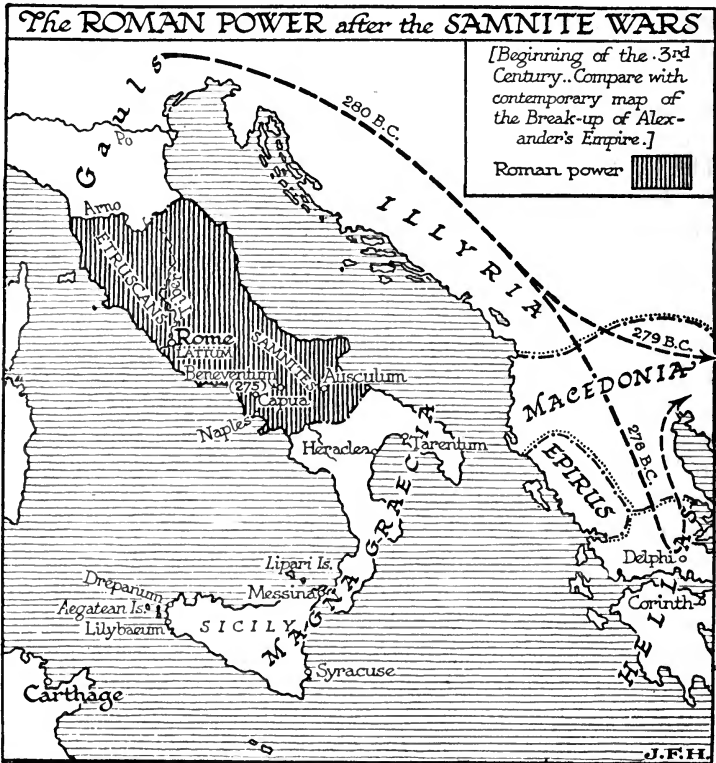 The ROMAN POWER after the SAMNITE WARS
[Beginning of the 3rd
Century..Compare with
contemporary map of
the Break-up of Alex-
ander's Empire.]
Roman power
Gauls
280 B.C.
Po
ILLYRIA
Arno
ETRUSCANS
Tiber
Rome
LATIUM
SAMNITES
Beneventum
(275)
Capua
Ausculum
Naples
Heraclea
Tarentum
MAGNA GRAECIA
279 B.C.
MACEDONIA
278 B.C.
EPIRUS
Delphi
Corinth
HELLAS
Lipari Is.
Messina
Drepanum
Aegatean Is.
Lilybaeum
SICILY
Syracuse
Carthage
J.F.H.